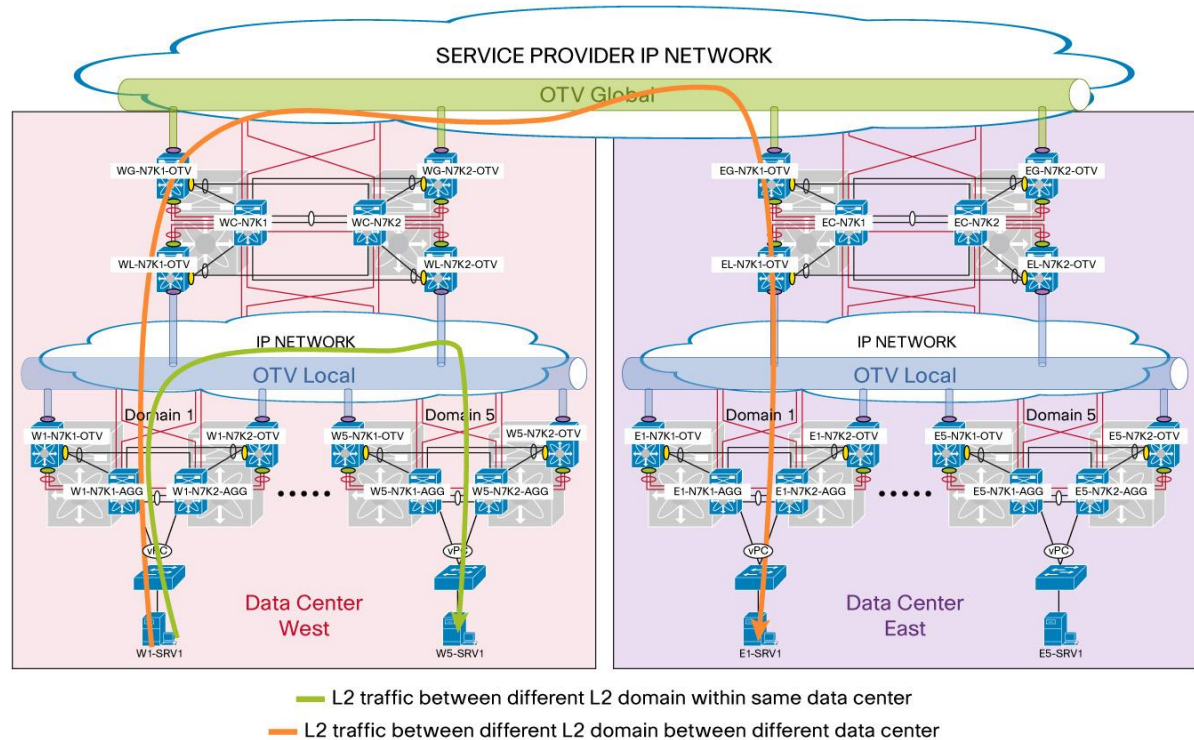 SERVICE PROVIDER IP NETWORK
OTV Global
WG-N7K1-OTV
WG-N7K2-OTV
WC-N7K1
WC-N7K2
WL-N7K1-OTV
WL-N7K2-OTV
EG-N7K1-OTV
EG-N7K2-OTV
EC-N7K1
EC-N7K2
EL-N7K1-OTV
EL-N7K2-OTV
IP NETWORK
OTV Local
Domain 1
Domain 5
W1-N7K1-OTV
W1-N7K2-OTV
W5-N7K1-OTV
W5-N7K2-OTV
W1-N7K1-AGG
W1-N7K2-AGG
W5-N7K1-AGG
W5-N7K2-AGG
vPC
vPC
Data Center
West
W1-SRV1
W5-SRV1
IP NETWORK
OTV Local
Domain 1
Domain 5
E1-N7K1-OTV
E1-N7K2-OTV
E5-N7K1-OTV
E5-N7K2-OTV
E1-N7K1-AGG
E1-N7K2-AGG
E5-N7K1-AGG
E5-N7K2-AGG
vPC
vPC
Data Center
East
E1-SRV1
E5-SRV1
L2 traffic between different L2 domain within same data center
L2 traffic between different L2 domain between different data center